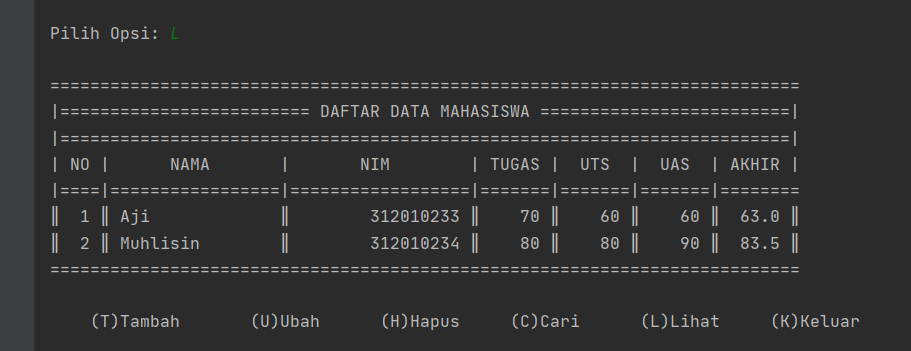 Pilih Opsi: L
===========================================================================
|========================= DAFTAR DATA MAHASISWA =========================|
|=========================================================================|
| NO |      NAMA       |       NIM        | TUGAS |  UTS  |  UAS  | AKHIR |
|====|=================|==================|=======|=======|=======|========
║  1 ║ Aji             ║        312010233 ║    70 ║    60 ║    60 ║  63.0 ║
║  2 ║ Muhlisin        ║        312010234 ║    80 ║    80 ║    90 ║  83.5 ║
===========================================================================
(T)Tambah       (U)Ubah      (H)Hapus     (C)Cari      (L)Lihat     (K)Keluar